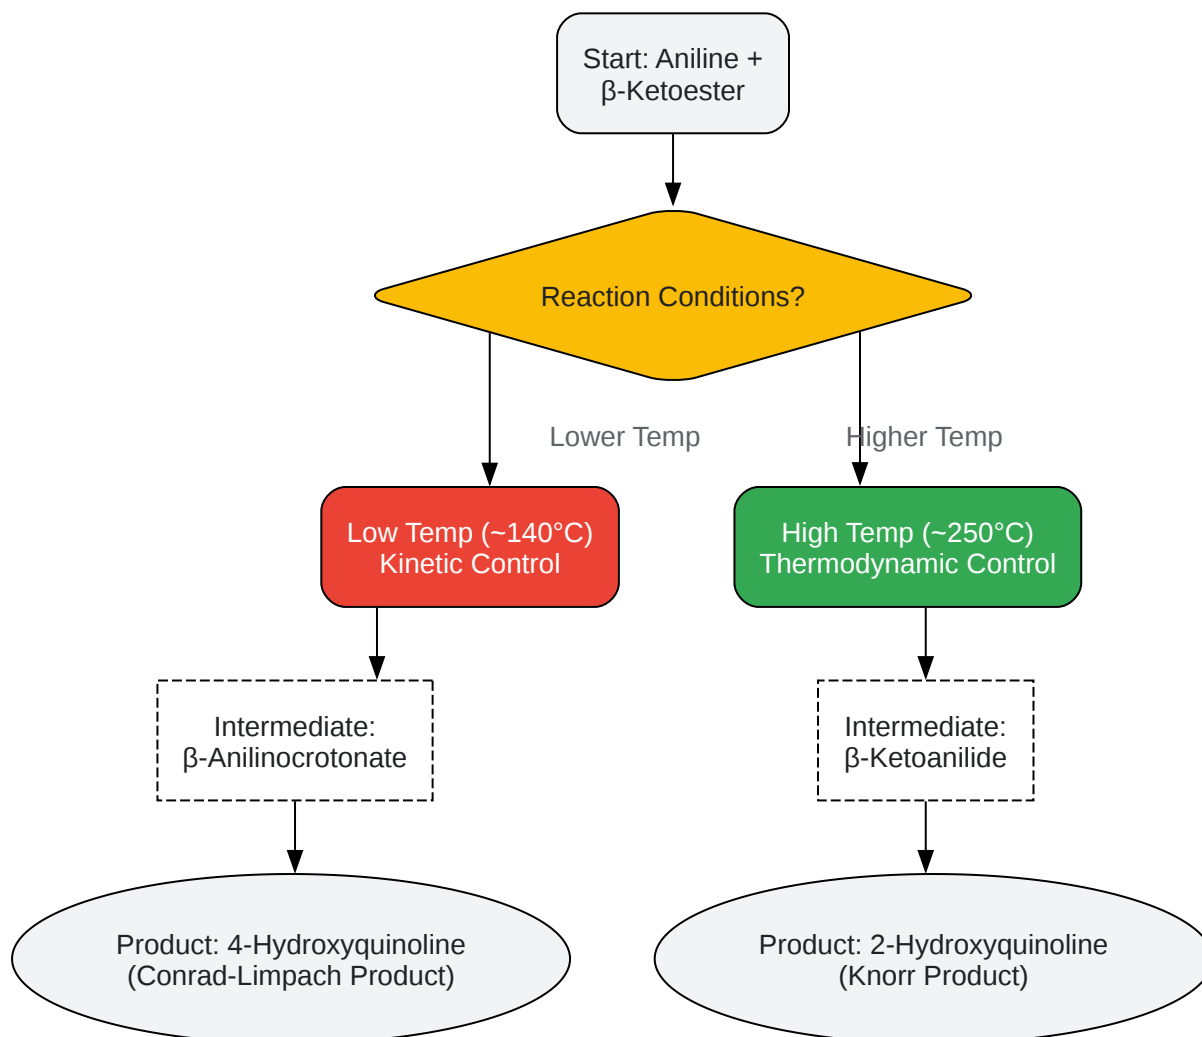 Start: Aniline +
β-Ketoester
Reaction Conditions?
Lower Temp
Higher Temp
Low Temp (~140°C)
Kinetic Control
High Temp (~250°C)
Thermodynamic Control
Intermediate:
β-Anilinocrotonate
Intermediate:
β-Ketoanilide
Product: 4-Hydroxyquinoline
(Conrad-Limpach Product)
Product: 2-Hydroxyquinoline
(Knorr Product)